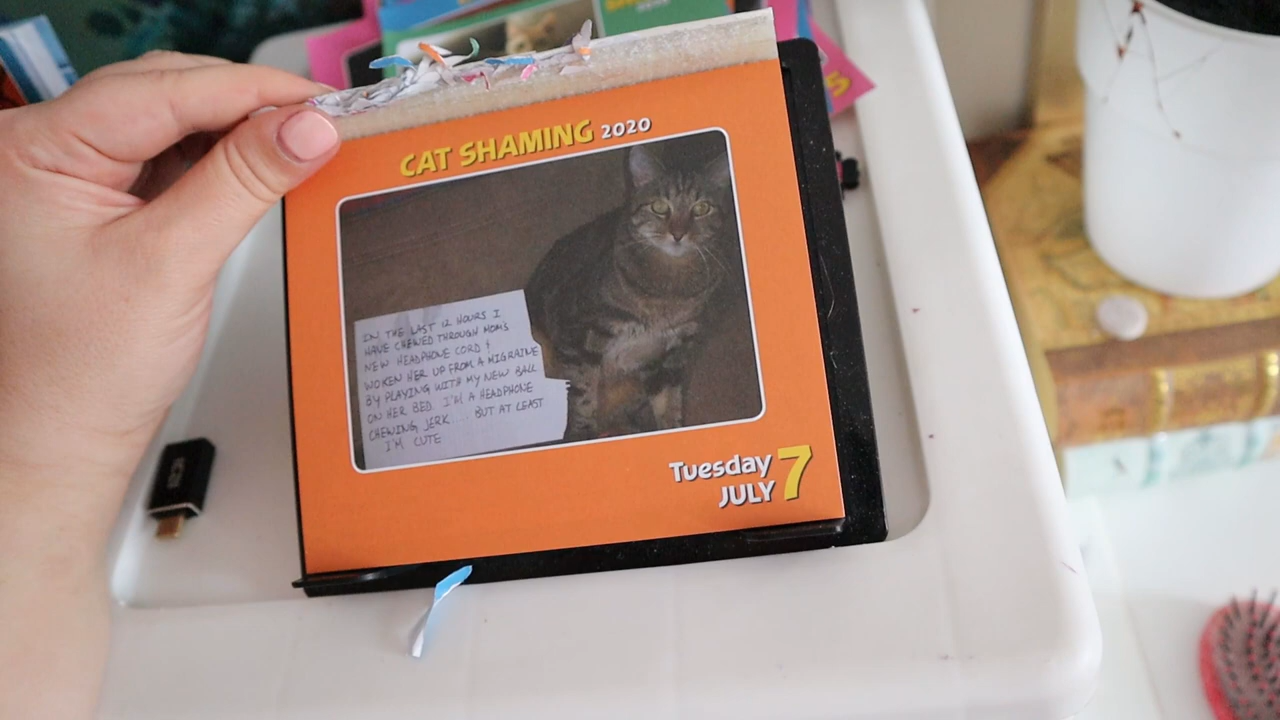 CAT SHAMING 2020
IN THE LAST 12 HOURS I
HAVE CHEWED THROUGH MOMS
NEW HEADPHONE CORD &
WOKEN HER UP FROM A MIGRAINE
BY PLAYING WITH MY NEW BALL
ON HER BED. I'M A HEADPHONE
CHEWING JERK.... BUT AT LEAST
I'M CUTE
Tuesday
JULY 7